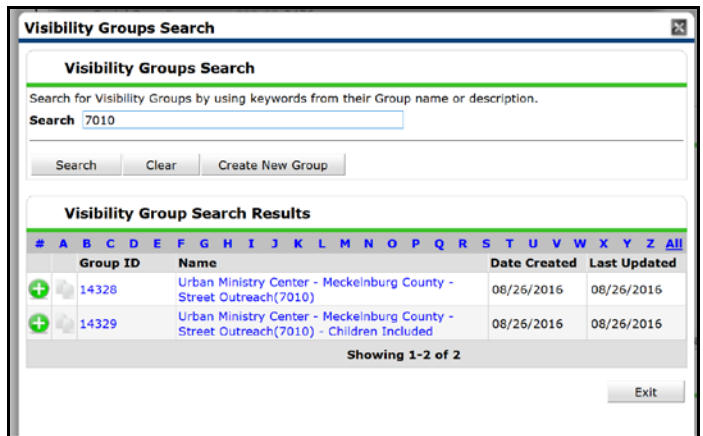 Visibility Groups Search
Visibility Groups Search
Search for Visibility Groups by using keywords from their Group name or description.
Search 7010
Search Clear Create New Group
Visibility Group Search Results
# A B C D E F G H I J K L M N O P Q R S T U V W X Y Z All
Group ID Name Date Created Last Updated
14328 Urban Ministry Center - Meckelnburg County - Street Outreach(7010) 08/26/2016 08/26/2016
14329 Urban Ministry Center - Meckelnburg County - Street Outreach(7010) - Children Included 08/26/2016 08/26/2016
Showing 1-2 of 2
Exit